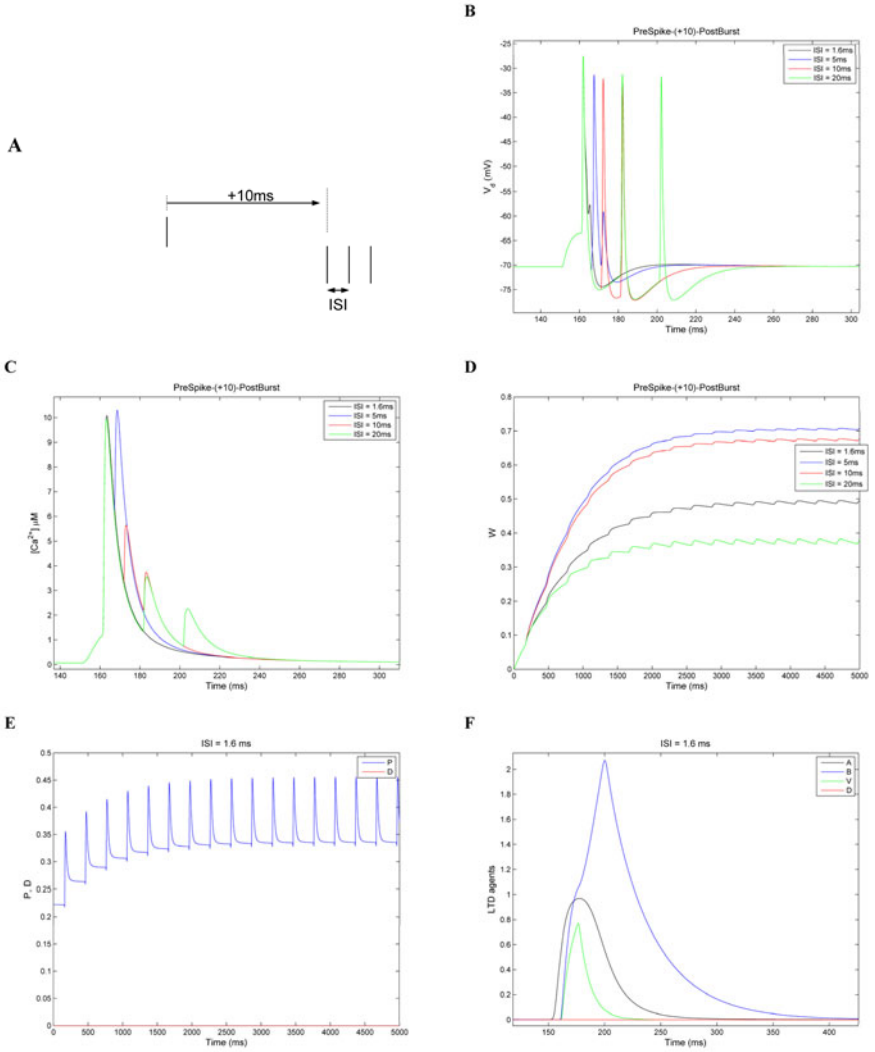 A
+10ms
ISI
B
PreSpike-(+10)-PostBurst
ISI = 1.6ms
ISI = 5ms
ISI = 10ms
ISI = 20ms
-25
-30
-35
-40
-45
-50
-55
-60
-65
-70
-75
V_d (mV)
140 160 180 200 220 240 260 280 300
Time (ms)
C
PreSpike-(+10)-PostBurst
ISI = 1.6ms
ISI = 5ms
ISI = 10ms
ISI = 20ms
10
9
8
7
6
5
4
3
2
1
0
[Ca²⁺] μM
140 160 180 200 220 240 260 280 300
Time (ms)
D
PreSpike-(+10)-PostBurst
ISI = 1.6ms
ISI = 5ms
ISI = 10ms
ISI = 20ms
0.8
0.7
0.6
0.5
0.4
0.3
0.2
0.1
0
W
0 500 1000 1500 2000 2500 3000 3500 4000 4500 5000
Time (ms)
E
ISI = 1.6 ms
P
D
0.5
0.45
0.4
0.35
0.3
0.25
0.2
0.15
0.1
0.05
0
P, D
0 500 1000 1500 2000 2500 3000 3500 4000 4500 5000
Time (ms)
F
ISI = 1.6 ms
A
B
V
D
2
1.8
1.6
1.4
1.2
1
0.8
0.6
0.4
0.2
0
LTD agents
150 200 250 300 350 400
Time (ms)